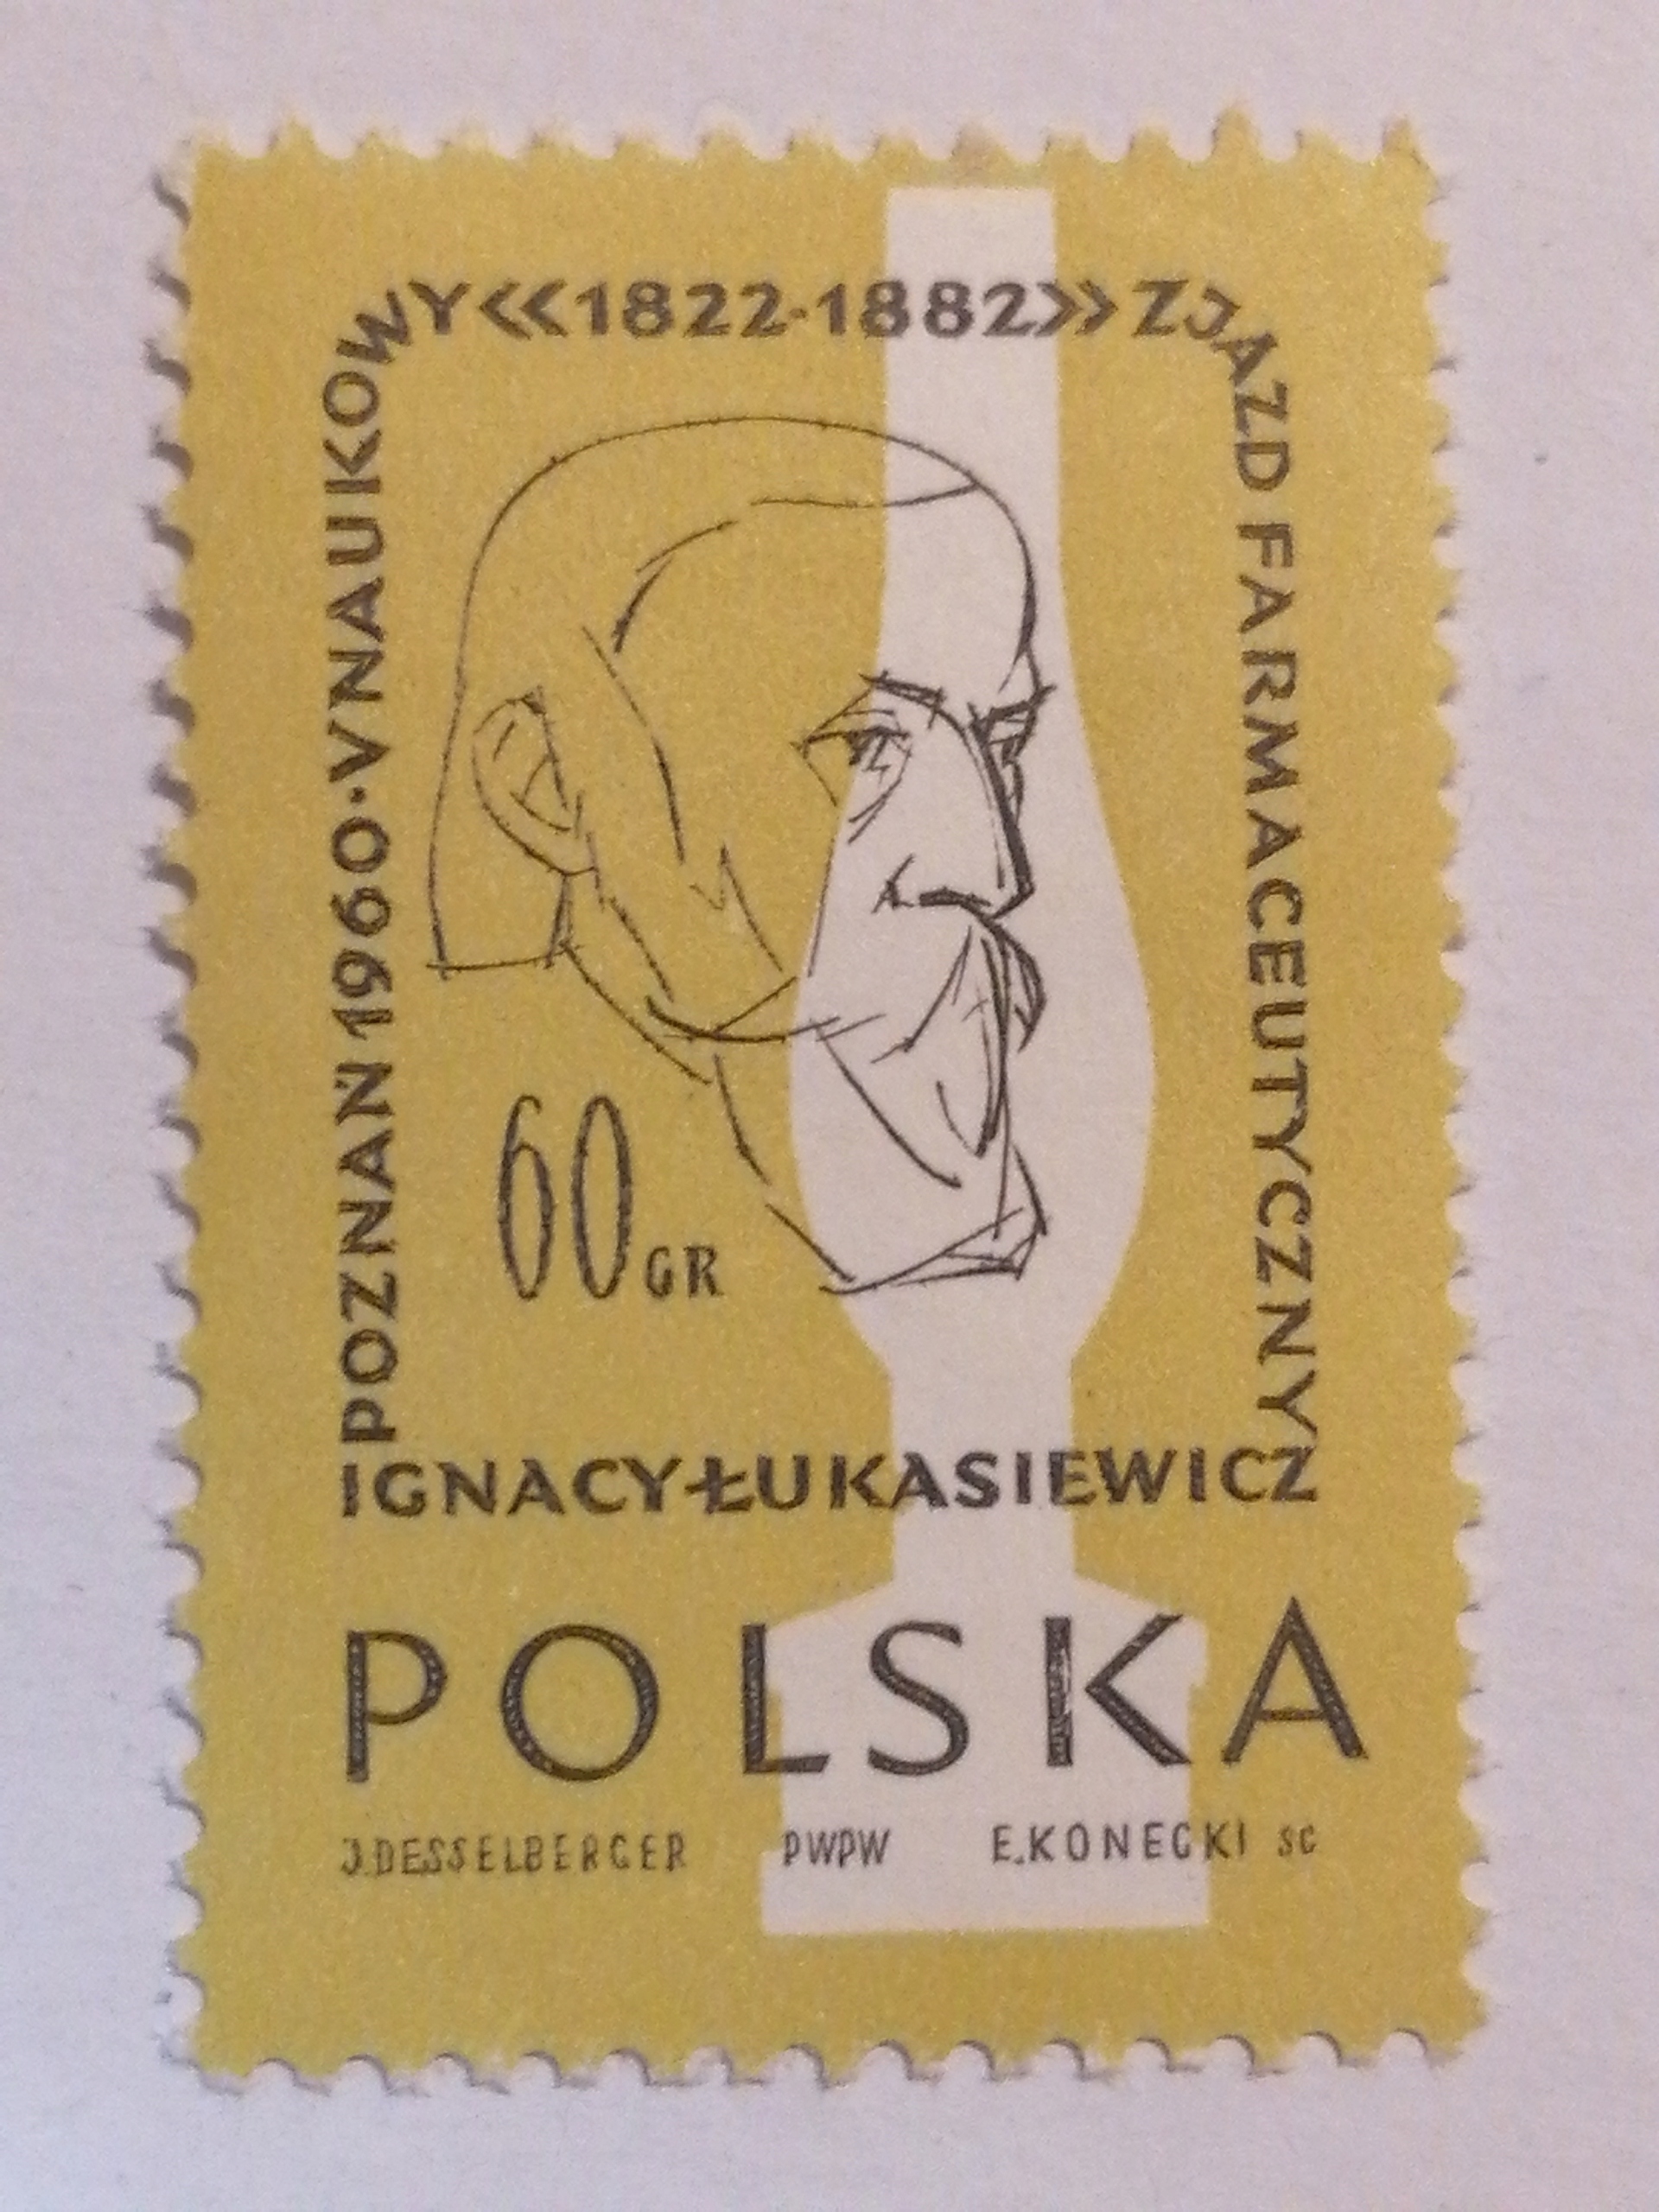 POZNAŃ 1960 · V NAUKOWY «1822-1882» ZJAZD FARMACEUTYCZNY
60 GR
IGNACY ŁUKASIEWICZ
POLSKA
J. DESSELBERGER PWPW E. KONECKI SC